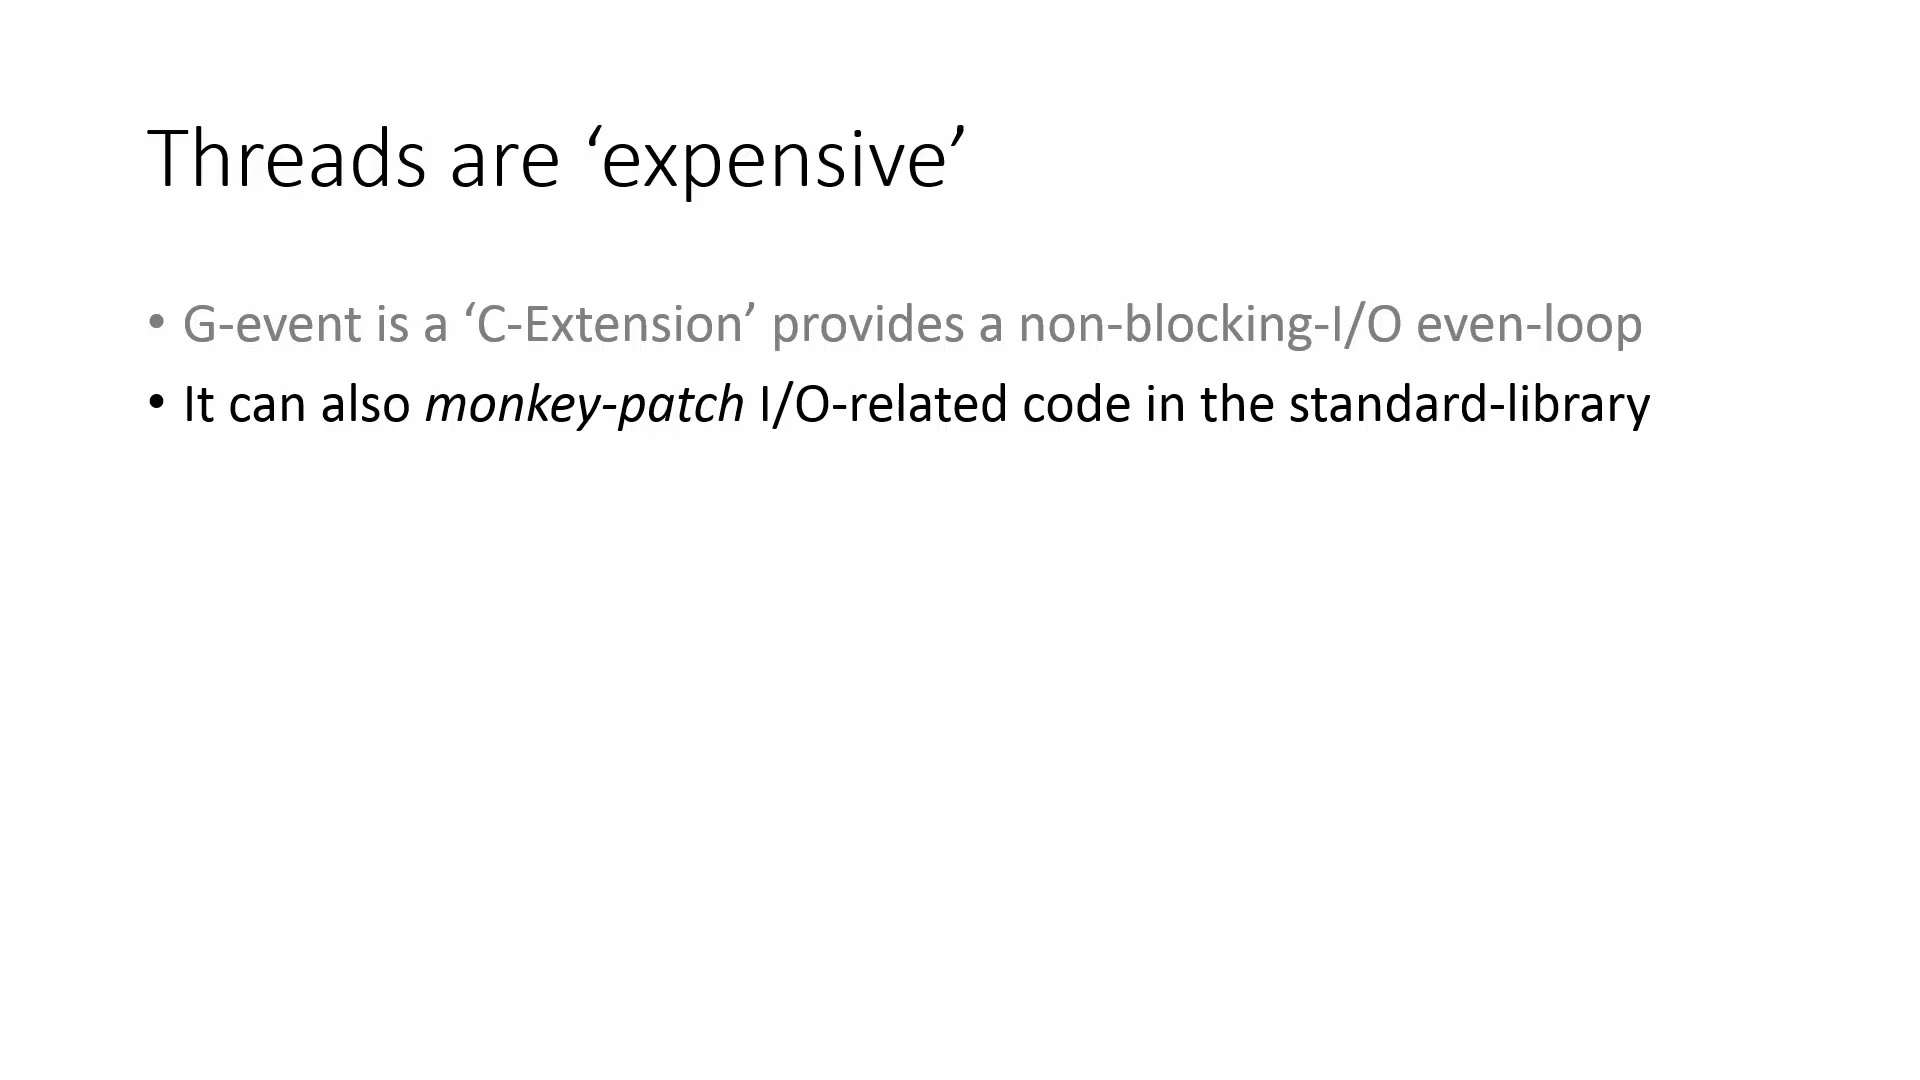 Threads are ‘expensive’
• G-event is a ‘C-Extension’ provides a non-blocking-I/O even-loop
• It can also monkey-patch I/O-related code in the standard-library